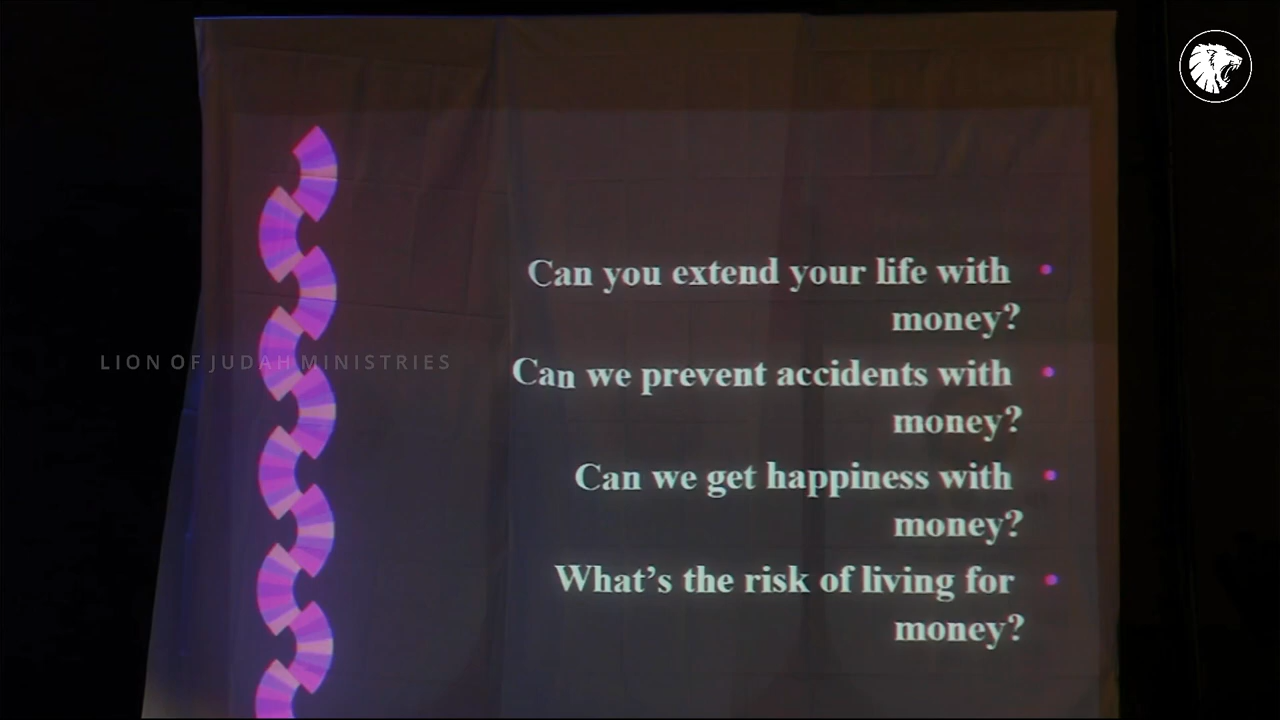 Can you extend your life with
money?
Can we prevent accidents with
money?
LION OF JUDAH MINISTRIES
Can we get happiness with
money?
What’s the risk of living for
money?